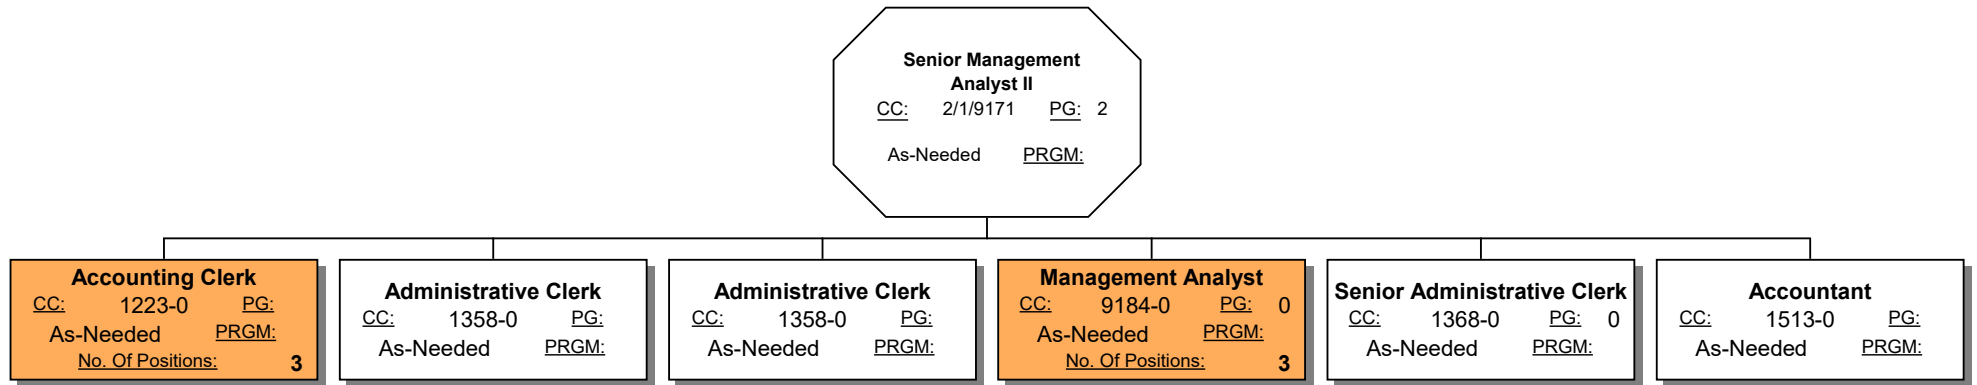 Senior Management
Analyst II
CC: 2/1/9171 PG: 2
As-Needed PRGM:
Accounting Clerk
CC: 1223-0 PG:
As-Needed PRGM:
No. Of Positions: 3
Administrative Clerk
CC: 1358-0 PG:
As-Needed PRGM:
Administrative Clerk
CC: 1358-0 PG:
As-Needed PRGM:
Management Analyst
CC: 9184-0 PG: 0
As-Needed PRGM:
No. Of Positions: 3
Senior Administrative Clerk
CC: 1368-0 PG: 0
As-Needed PRGM:
Accountant
CC: 1513-0 PG:
As-Needed PRGM: